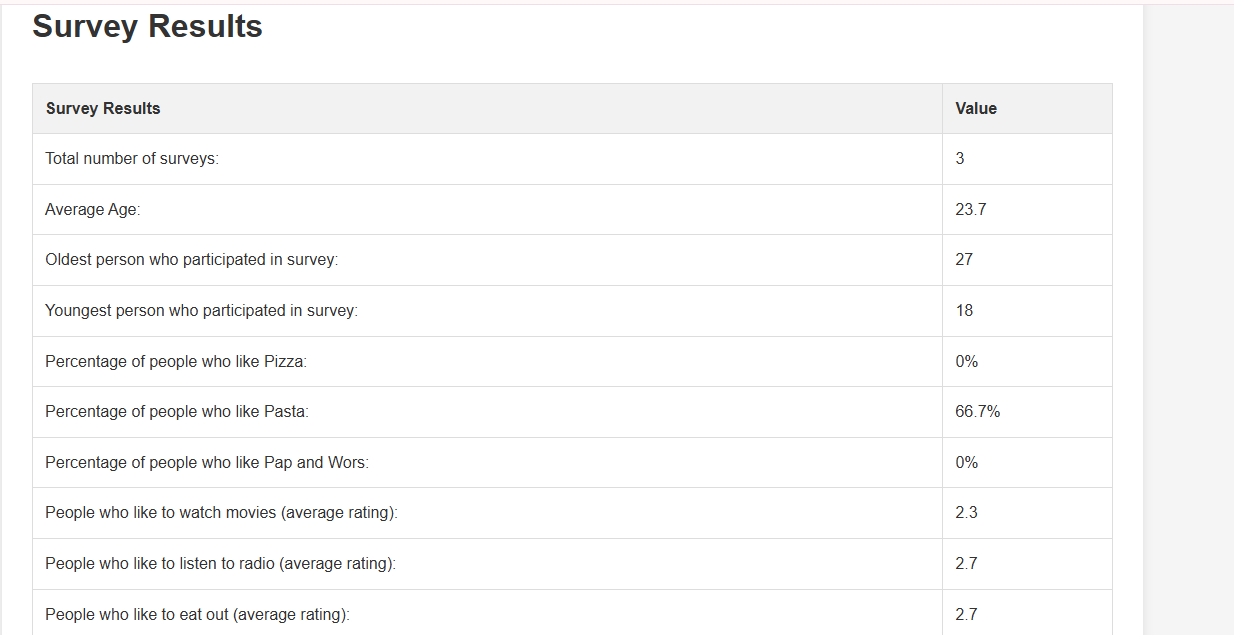 Survey Results
Survey Results Value
Total number of surveys: 3
Average Age: 23.7
Oldest person who participated in survey: 27
Youngest person who participated in survey: 18
Percentage of people who like Pizza: 0%
Percentage of people who like Pasta: 66.7%
Percentage of people who like Pap and Wors: 0%
People who like to watch movies (average rating): 2.3
People who like to listen to radio (average rating): 2.7
People who like to eat out (average rating): 2.7